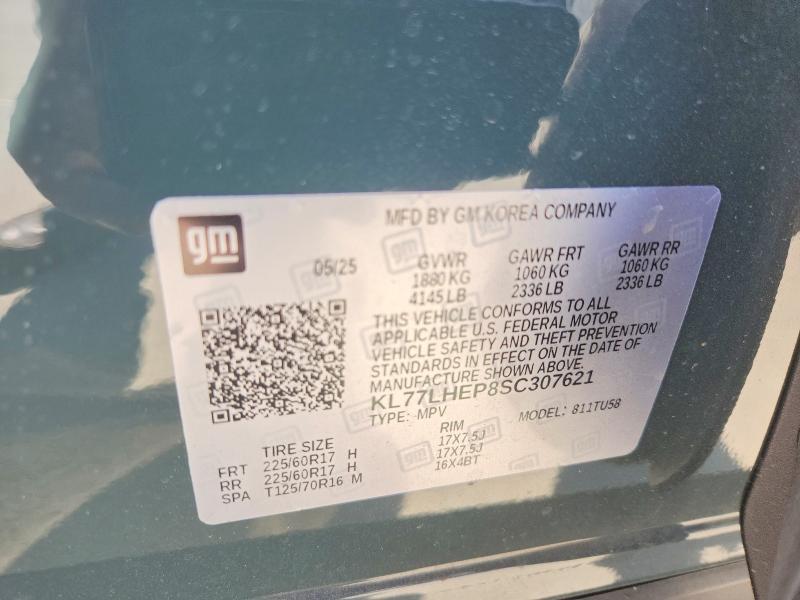 gm
MFD BY GM KOREA COMPANY
05/25 GVWR GAWR FRT GAWR RR
1880 KG 1060 KG 1060 KG
4145 LB 2336 LB 2336 LB
THIS VEHICLE CONFORMS TO ALL
APPLICABLE U.S. FEDERAL MOTOR
VEHICLE SAFETY AND THEFT PREVENTION
STANDARDS IN EFFECT ON THE DATE OF
MANUFACTURE SHOWN ABOVE.
KL77LHEP8SC307621
TYPE: MPV MODEL: 811TU58
TIRE SIZE RIM
FRT 225/60R17 H 17X7.5J
RR 225/60R17 H 17X7.5J
SPA T125/70R16 M 16X4BT